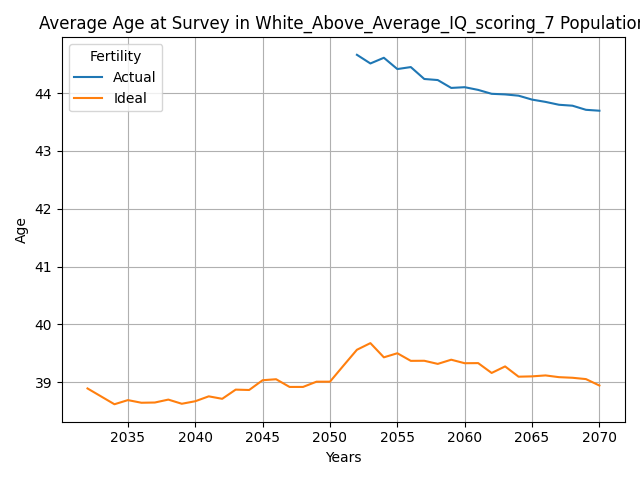 Average Age at Survey in White_Above_Average_IQ_scoring_7 Population
Fertility
Actual
Ideal
44
43
42
41
40
39
Age
2035 2040 2045 2050 2055 2060 2065 2070
Years